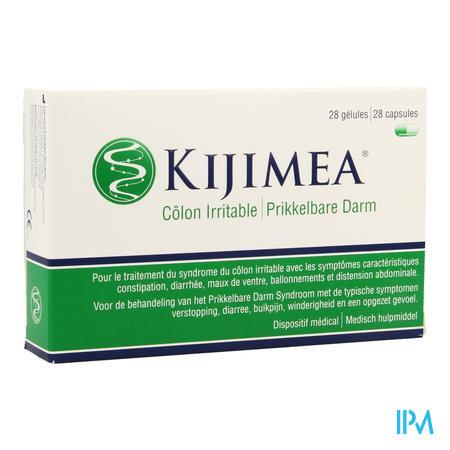 28 gélules | 28 capsules
KIJIMEA®
Côlon Irritable | Prikkelbare Darm
Pour le traitement du syndrome du côlon irritable avec les symptômes caractéristiques
constipation, diarrhée, maux de ventre, ballonnements et distension abdominale.
Voor de behandeling van het Prikkelbare Darm Syndroom met de typische symptomen
verstopping, diarree, buikpijn, winderigheid en een opgezet gevoel.
Dispositif médical | Medisch hulpmiddel
CE
IPM